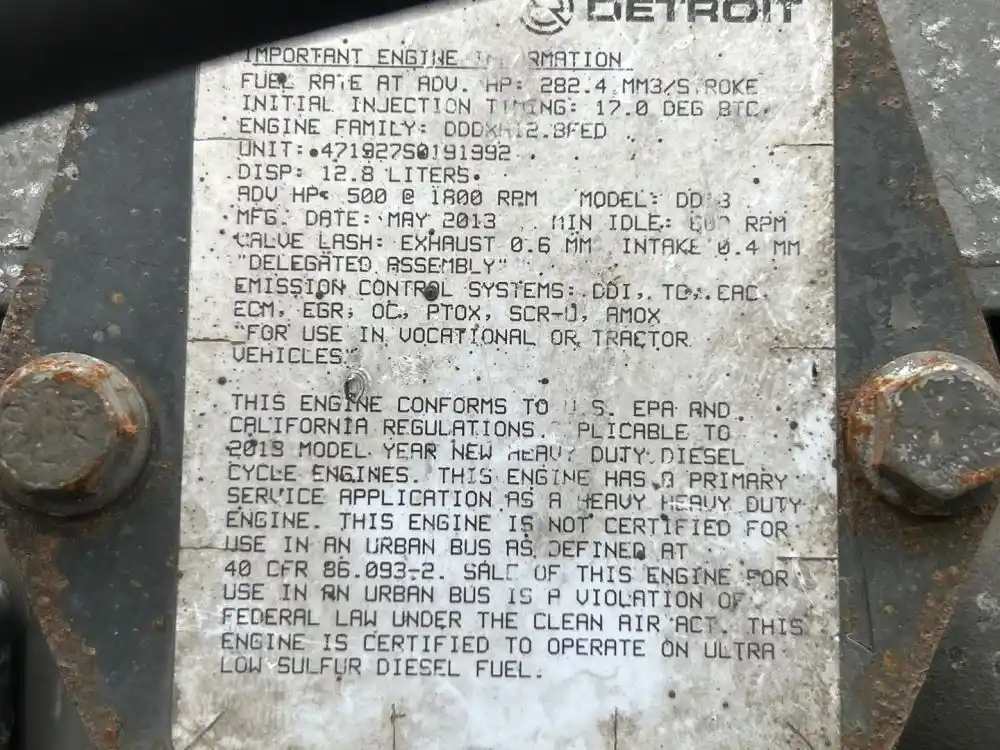 DETROIT
IMPORTANT ENGINE
FUEL RATE AT ADV. HP: 282.4 MM3/STROKE
INITIAL INJECTION TIMING: 17.0 DEG BTC.
ENGINE FAMILY:
UNIT: 471927S0191992
DISP: 12.8 LITERS.
ADV HP: 500 @ 1800 RPM MODEL:
MFG. DATE: MAY 2013 MIN IDLE: RPM
VALVE LASH: EXHAUST 0.6 MM INTAKE 0.4 MM
"DELEGATED ASSEMBLY"
EMISSION CONTROL SYSTEMS: DDI, TC, CAC
ECM, EGR, OC, PTOX, SCR-U, AMOX
"FOR USE IN VOCATIONAL OR TRACTOR
VEHICLES"
THIS ENGINE CONFORMS TO U.S. EPA AND
CALIFORNIA REGULATIONS
2013 MODEL YEAR NEW HEAVY DUTY DIESEL
CYCLE ENGINES. THIS ENGINE HAS A PRIMARY
SERVICE APPLICATION AS A HEAVY HEAVY DUTY
ENGINE. THIS ENGINE IS NOT CERTIFIED FOR
USE IN AN URBAN BUS AS DEFINED AT
40 CFR 86.093-2. SALE OF THIS ENGINE FOR
USE IN AN URBAN BUS IS A VIOLATION OF
FEDERAL LAW UNDER THE CLEAN AIR ACT. THIS
ENGINE IS CERTIFIED TO OPERATE ON ULTRA
LOW SULFUR DIESEL FUEL.